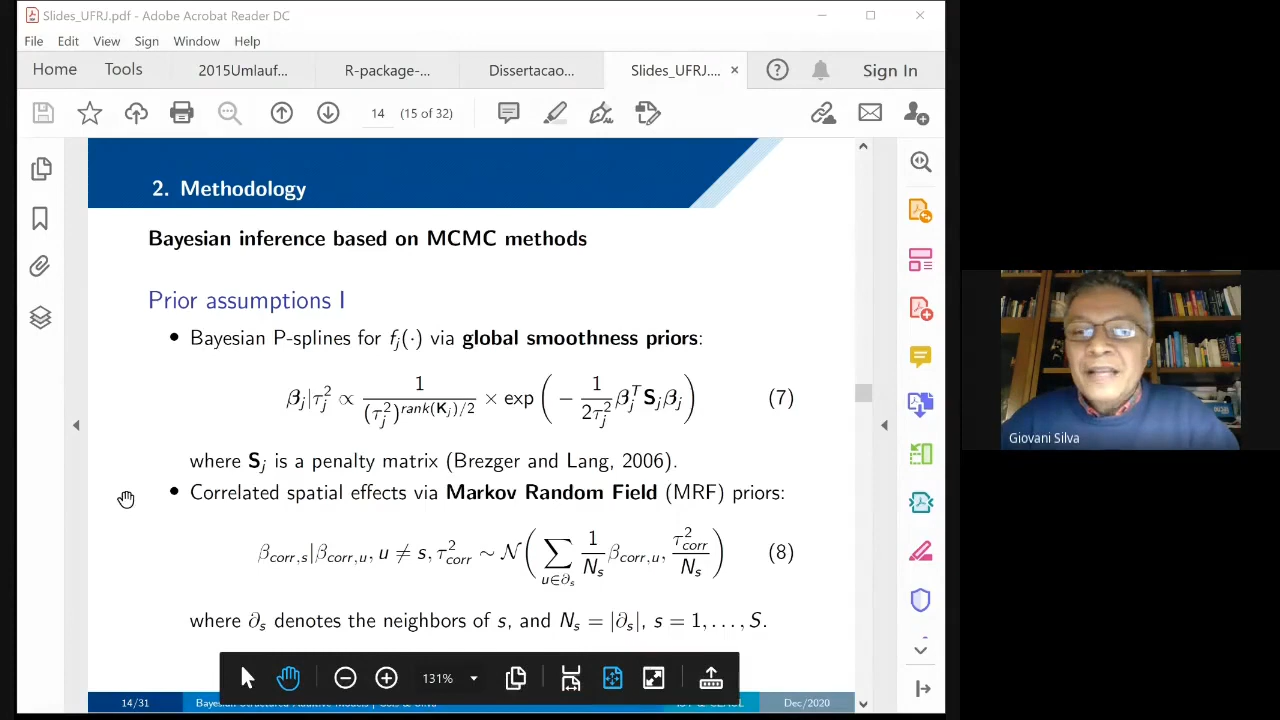 Slides_UFRJ.pdf - Adobe Acrobat Reader DC
File Edit View Sign Window Help
Home Tools 2015Umlauf... R-package-... Dissertacao... Slides_UFRJ.... × Sign In
14 (15 of 32)
2. Methodology
Bayesian inference based on MCMC methods
Prior assumptions I
• Bayesian P-splines for f_j(·) via global smoothness priors:
β_j|τ_j^2 ∝ 1/(τ_j^2)^{rank(K_j)/2} × exp( − 1/(2τ_j^2) β_j^T S_j β_j ) (7)
where S_j is a penalty matrix (Brezger and Lang, 2006).
• Correlated spatial effects via Markov Random Field (MRF) priors:
β_{corr,s}|β_{corr,u}, u ≠ s, τ_{corr}^2 ∼ N( ∑_{u∈∂_s} 1/N_s β_{corr,u}, τ_{corr}^2/N_s ) (8)
where ∂_s denotes the neighbors of s, and N_s = |∂_s|, s = 1, . . . , S.
131%
14/31 Dec/2020
Giovani Silva